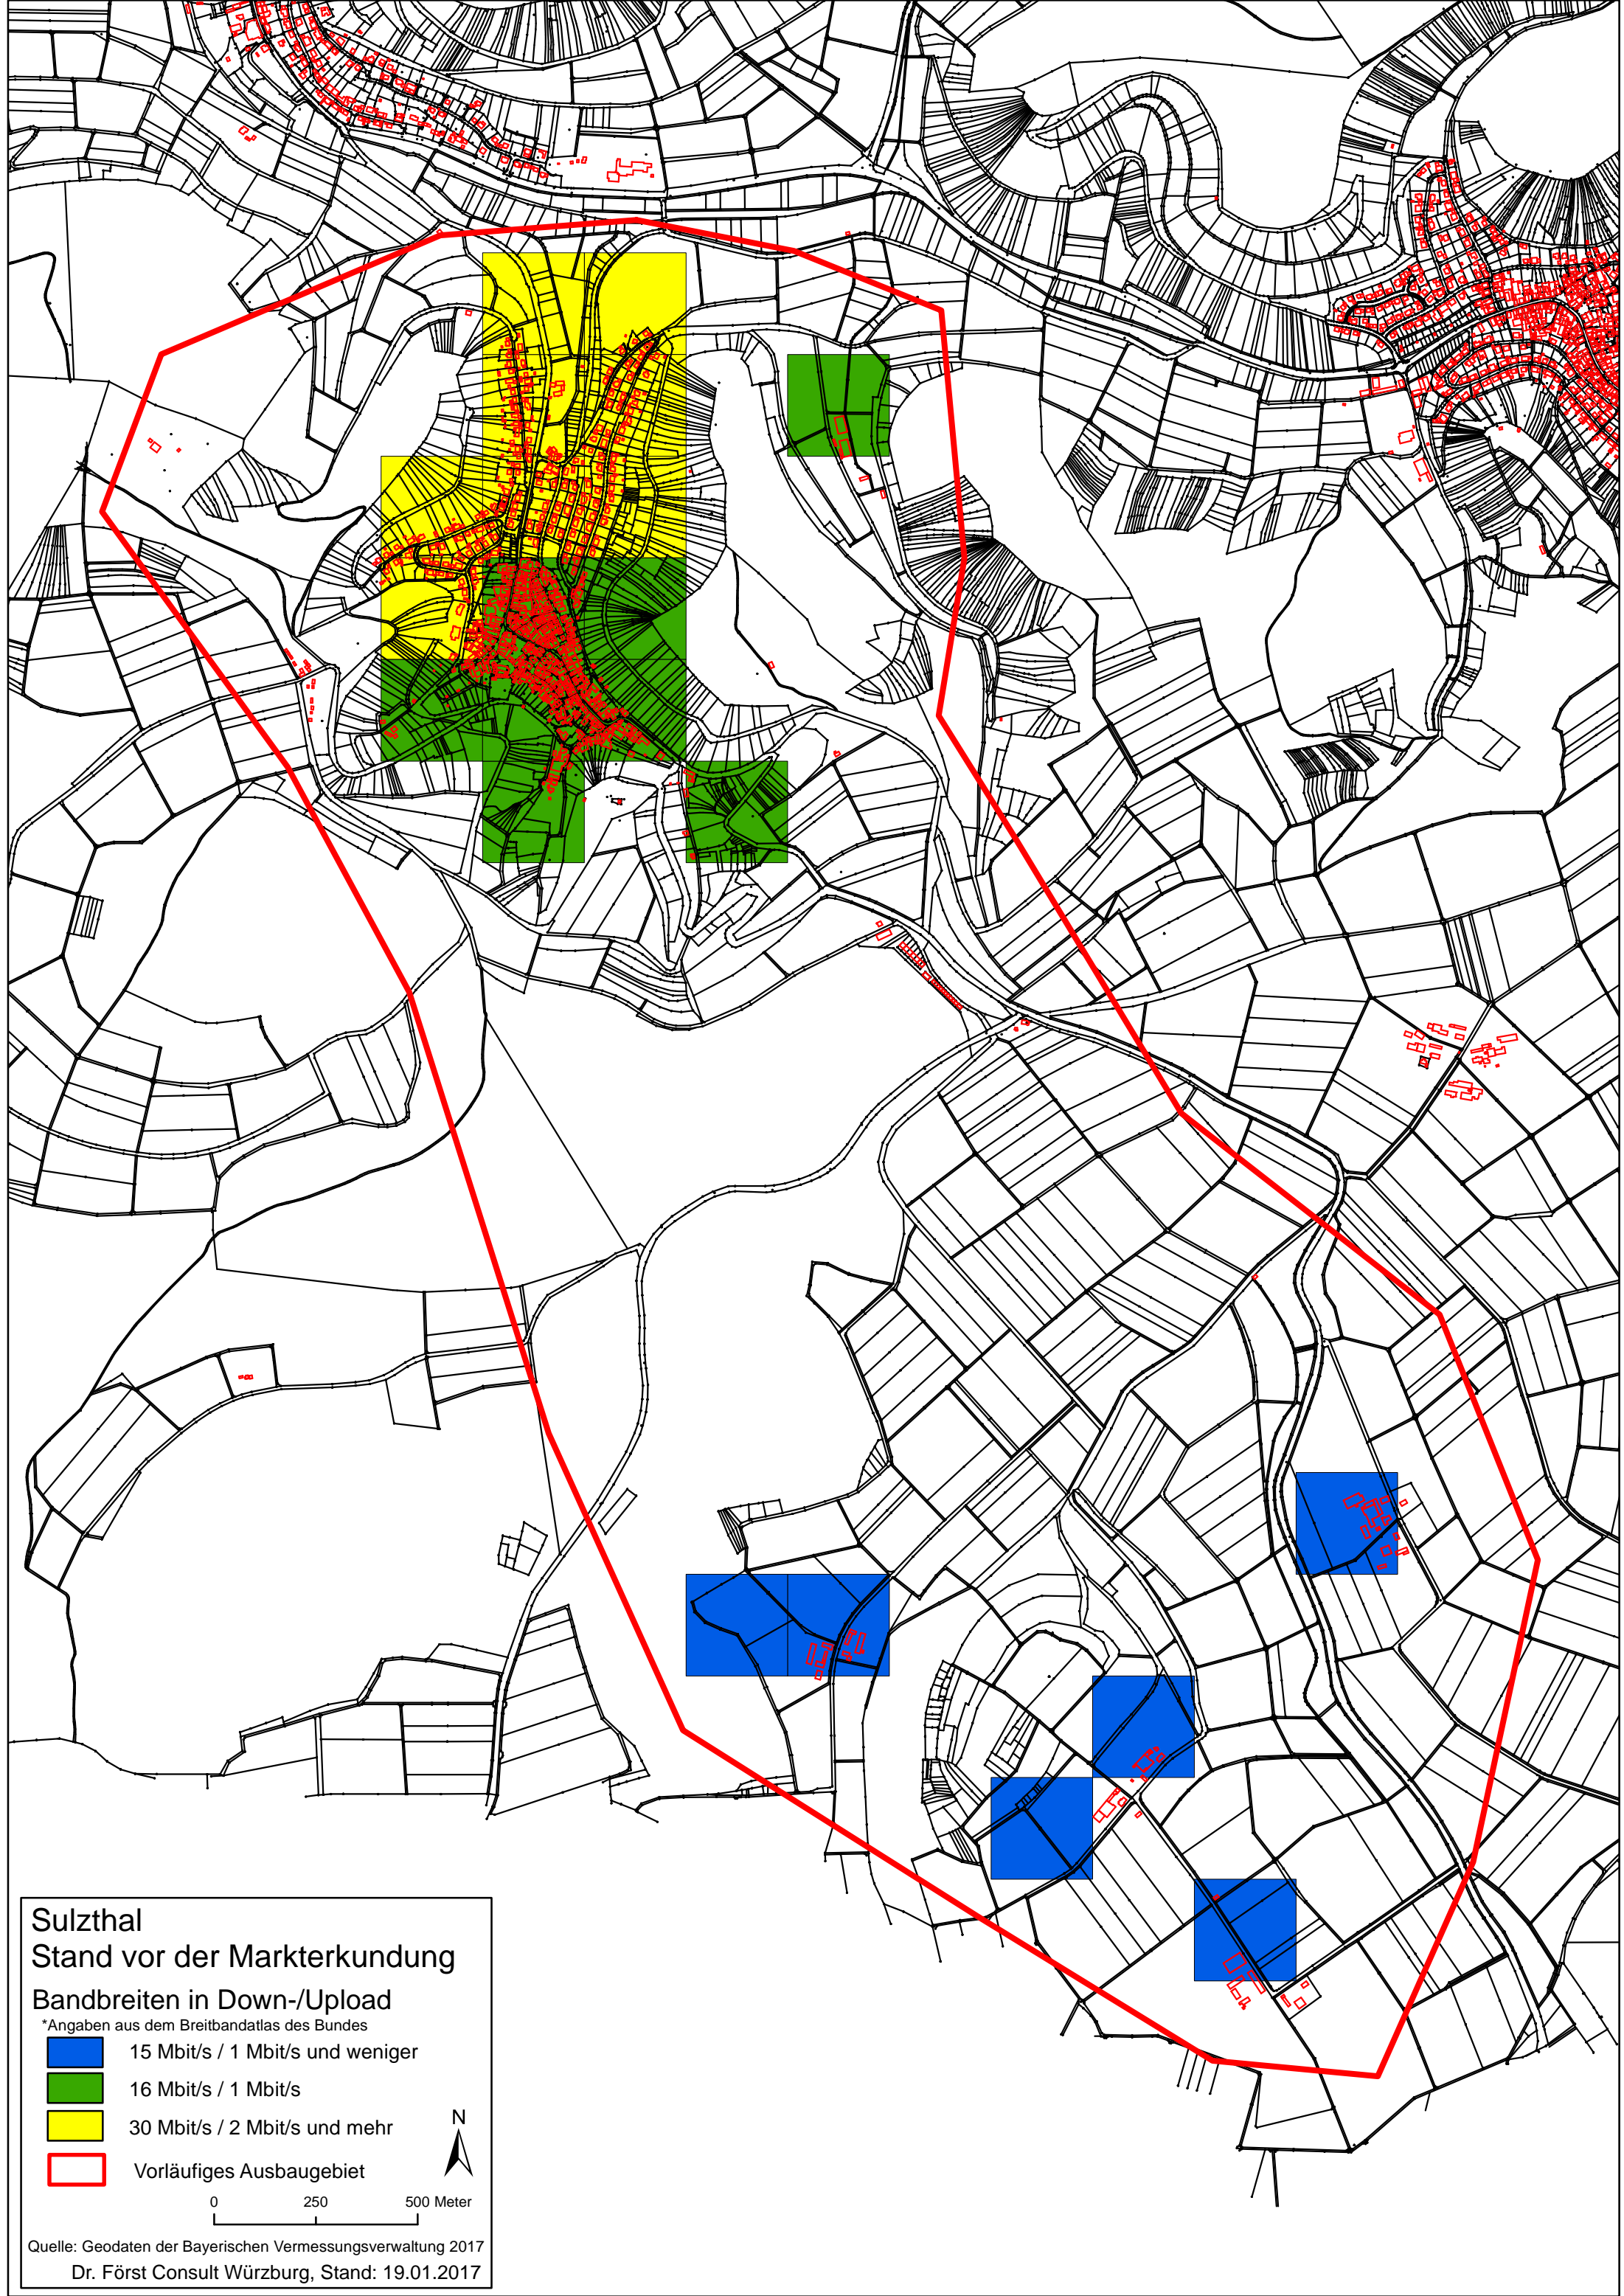 Sulzthal
Stand vor der Markterkundung
Bandbreiten in Down-/Upload
*Angaben aus dem Breitbandatlas des Bundes
15 Mbit/s / 1 Mbit/s und weniger
16 Mbit/s / 1 Mbit/s
30 Mbit/s / 2 Mbit/s und mehr
N
Vorläufiges Ausbaugebiet
0 250 500 Meter
Quelle: Geodaten der Bayerischen Vermessungsverwaltung 2017
Dr. Först Consult Würzburg, Stand: 19.01.2017